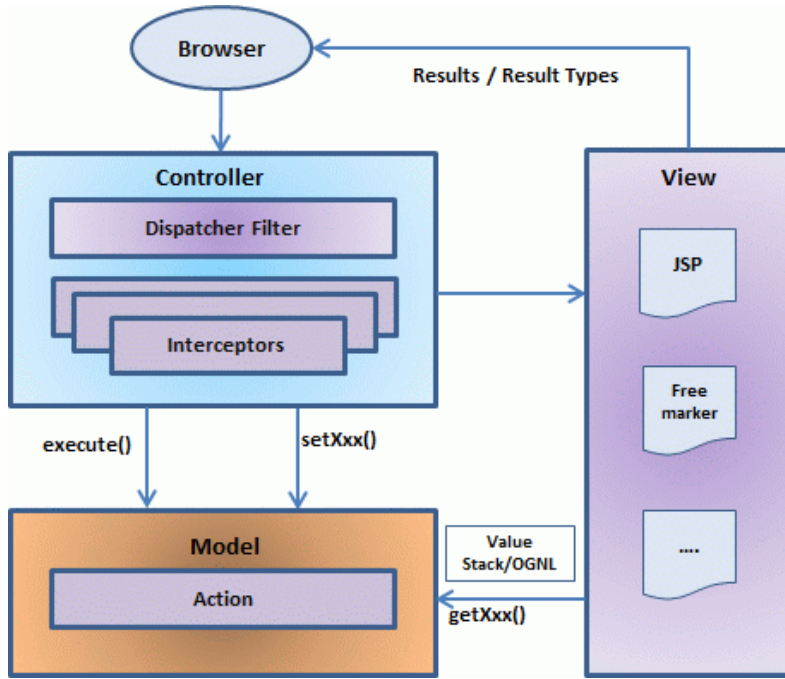 Browser
Results / Result Types
Controller
View
Dispatcher Filter
JSP
Interceptors
Free
marker
execute()
setXxx()
Model
Value
Stack/OGNL
....
Action
getXxx()